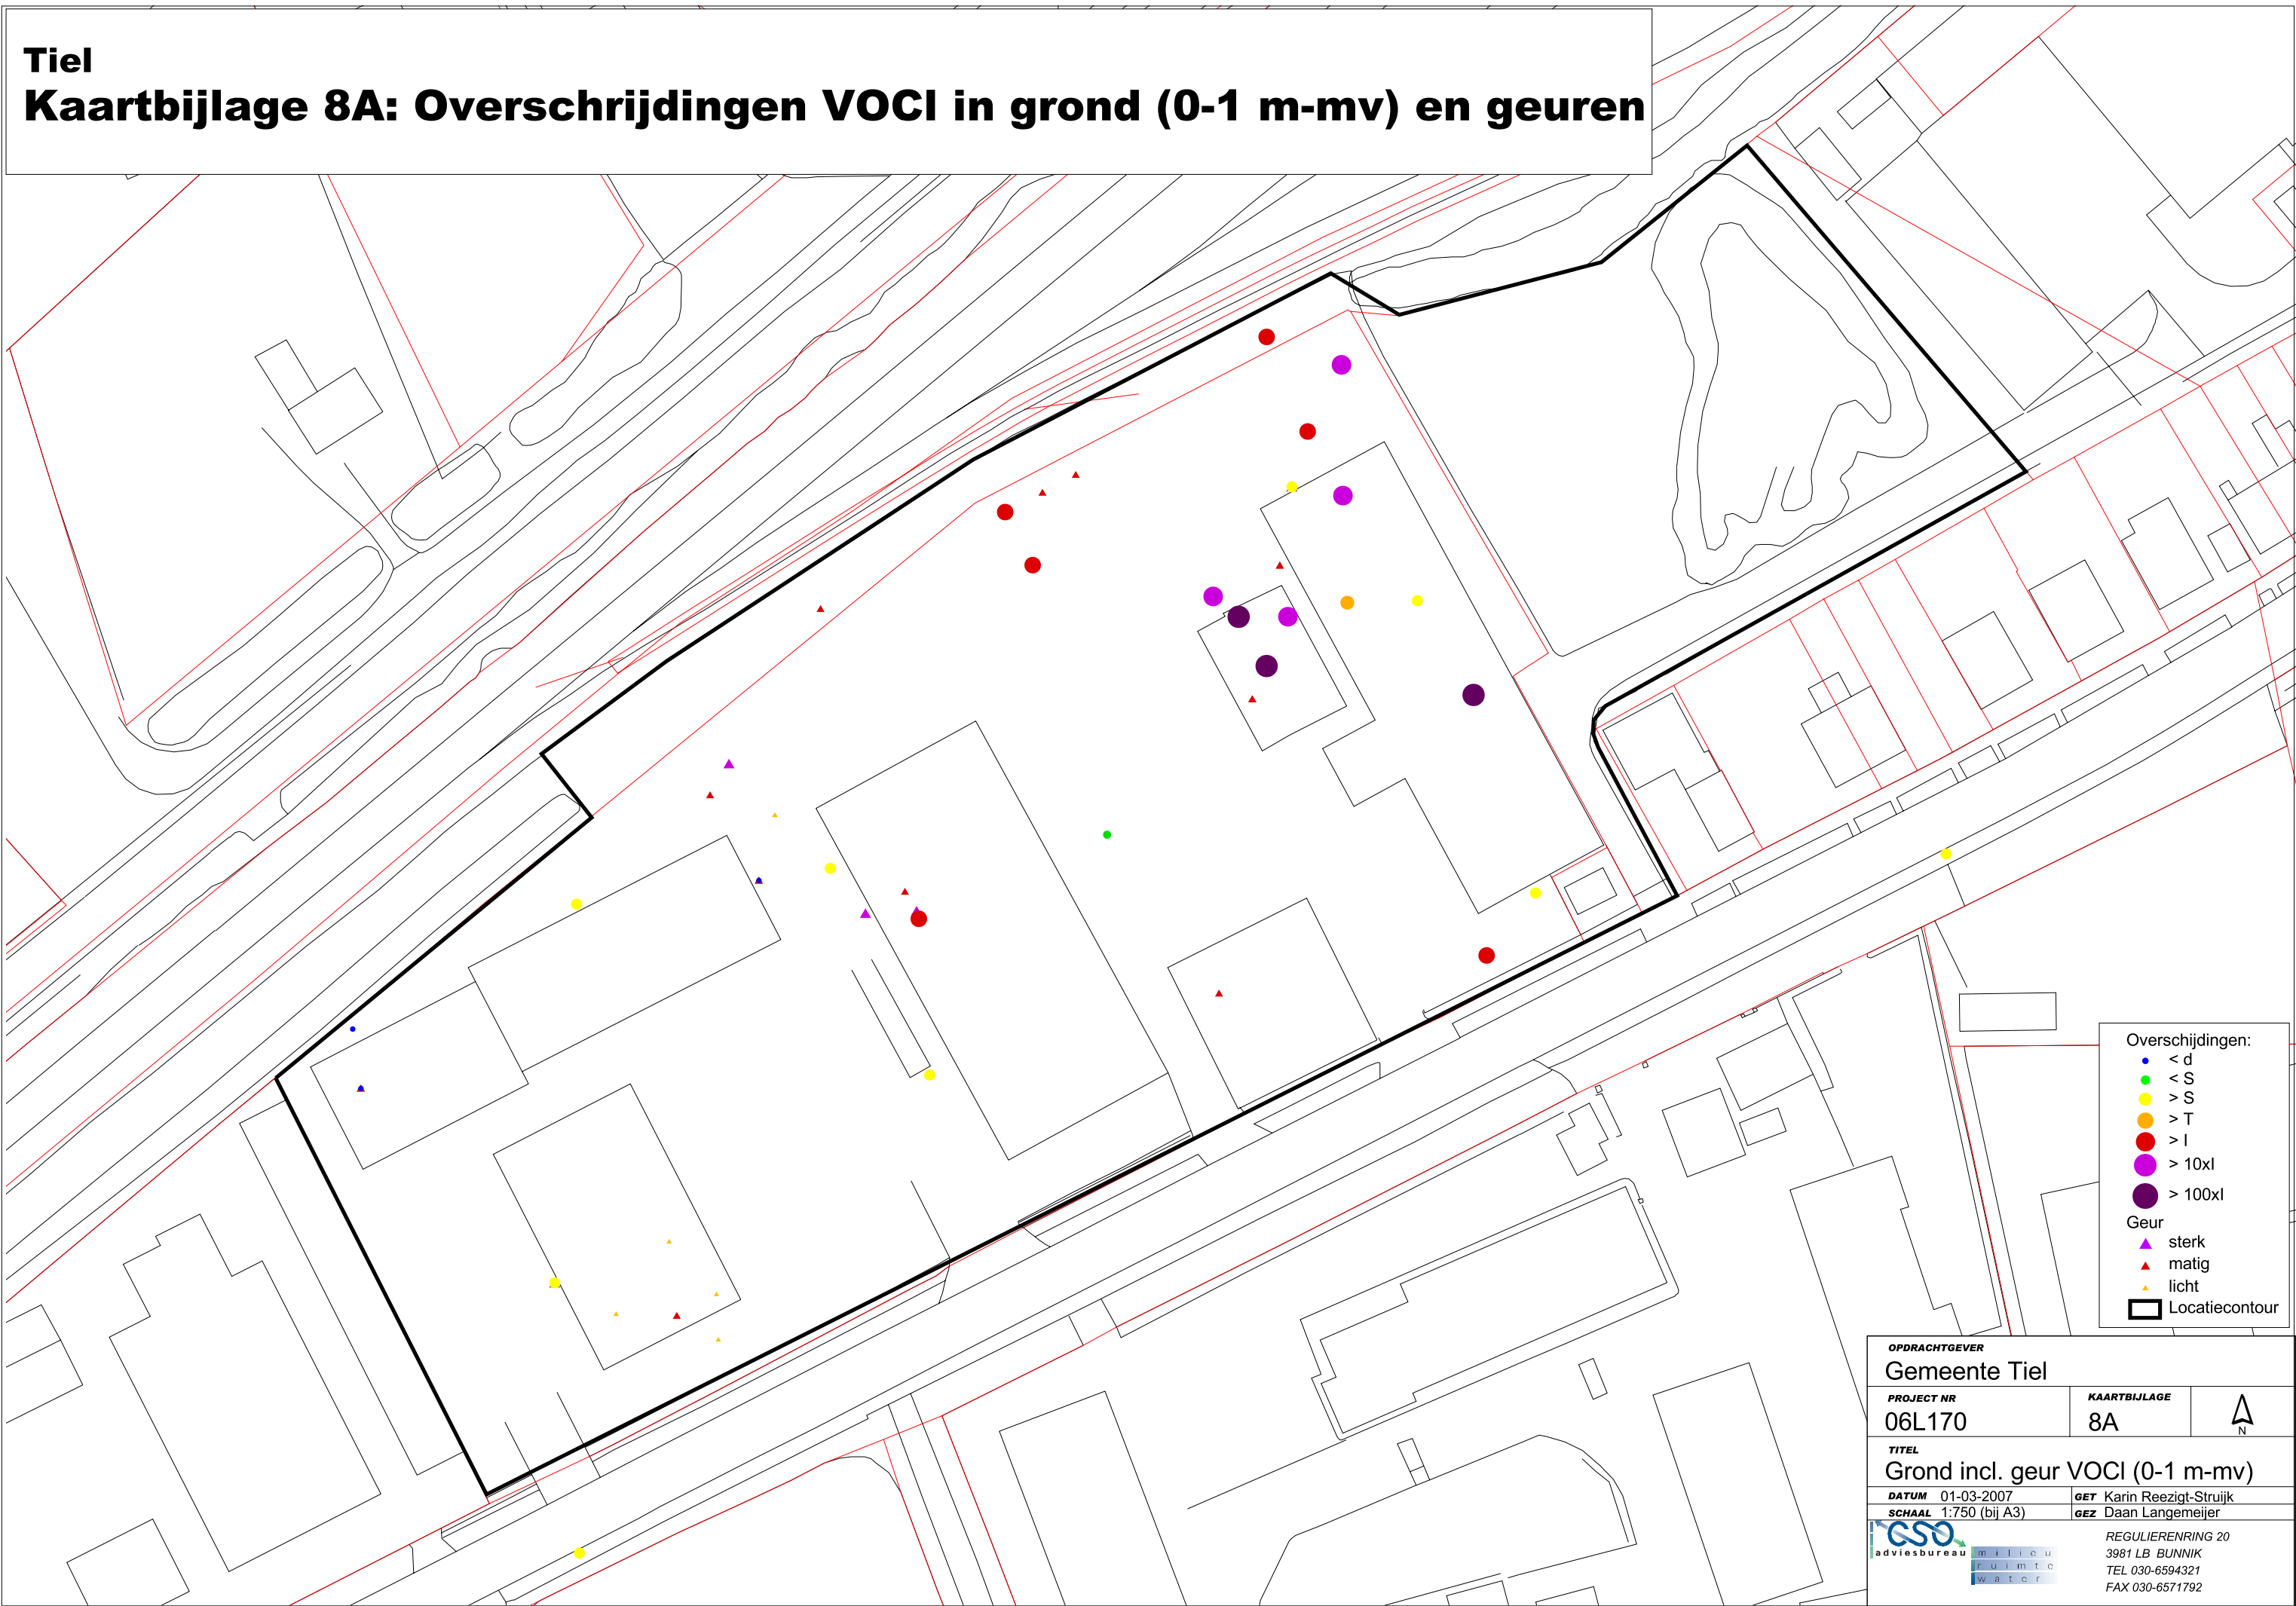 Tiel
Kaartbijlage 8A: Overschrijdingen VOCl in grond (0-1 m-mv) en geuren
Overschijdingen:
< d
< S
> S
> T
> I
> 10xI
> 100xI
Geur
sterk
matig
licht
Locatiecontour
OPDRACHTGEVER
Gemeente Tiel
PROJECT NR
06L170
KAARTBIJLAGE
8A
N
TITEL
Grond incl. geur VOCl (0-1 m-mv)
DATUM 01-03-2007
GET Karin Reezigt-Struijk
SCHAAL 1:750 (bij A3)
GEZ Daan Langemeijer
CSO
adviesbureau
milieu
ruimte
water
REGULIERENRING 20
3981 LB BUNNIK
TEL 030-6594321
FAX 030-6571792